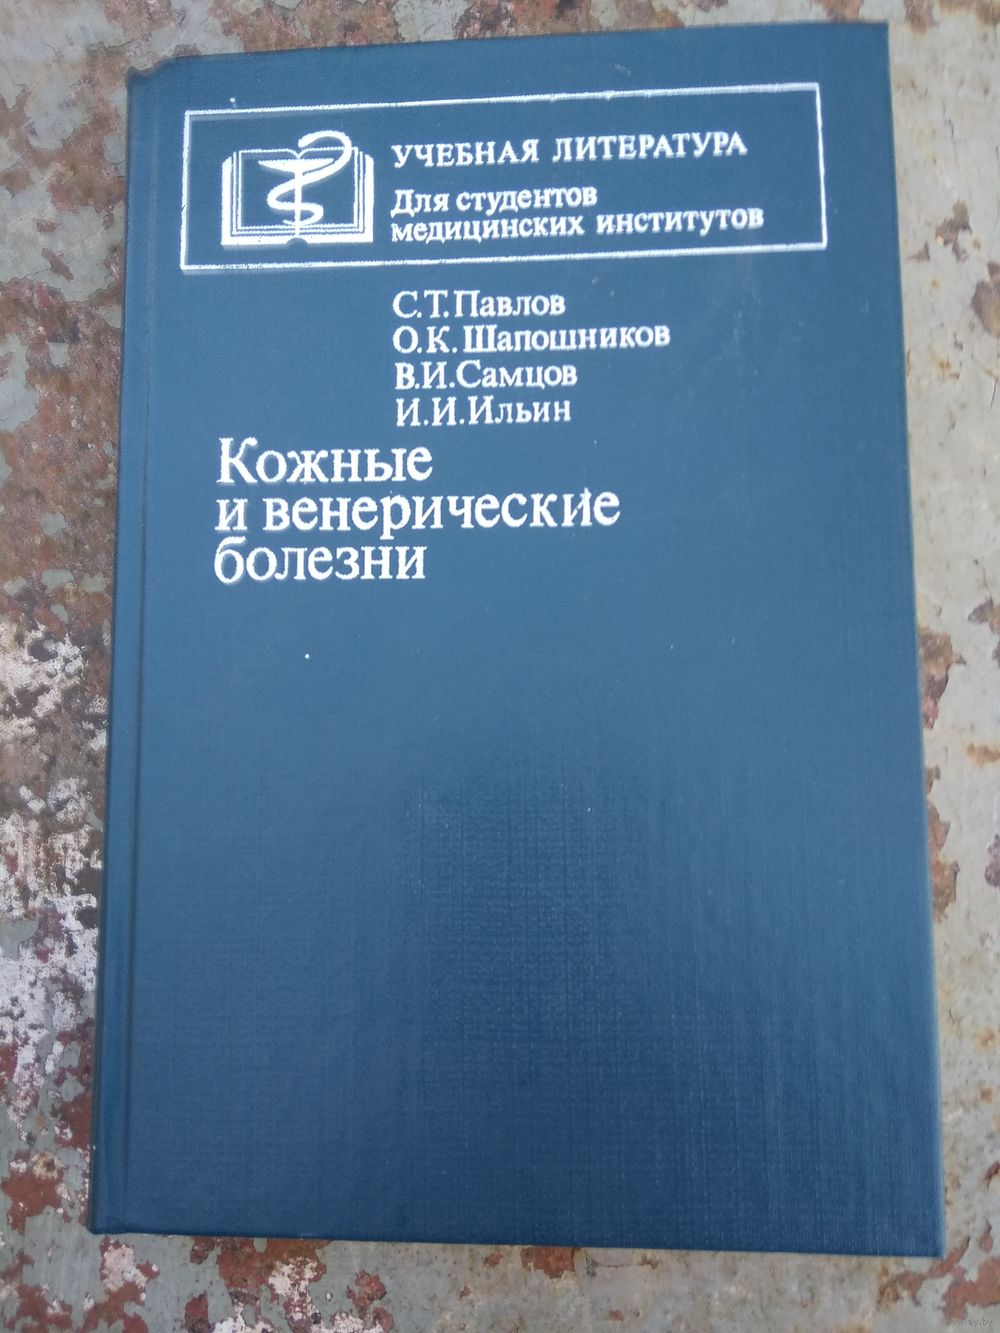 УЧЕБНАЯ ЛИТЕРАТУРА
Для студентов
медицинских институтов
С.Т.Павлов
О.К.Шапошников
В.И.Самцов
И.И.Ильин
Кожные
и венерические
болезни